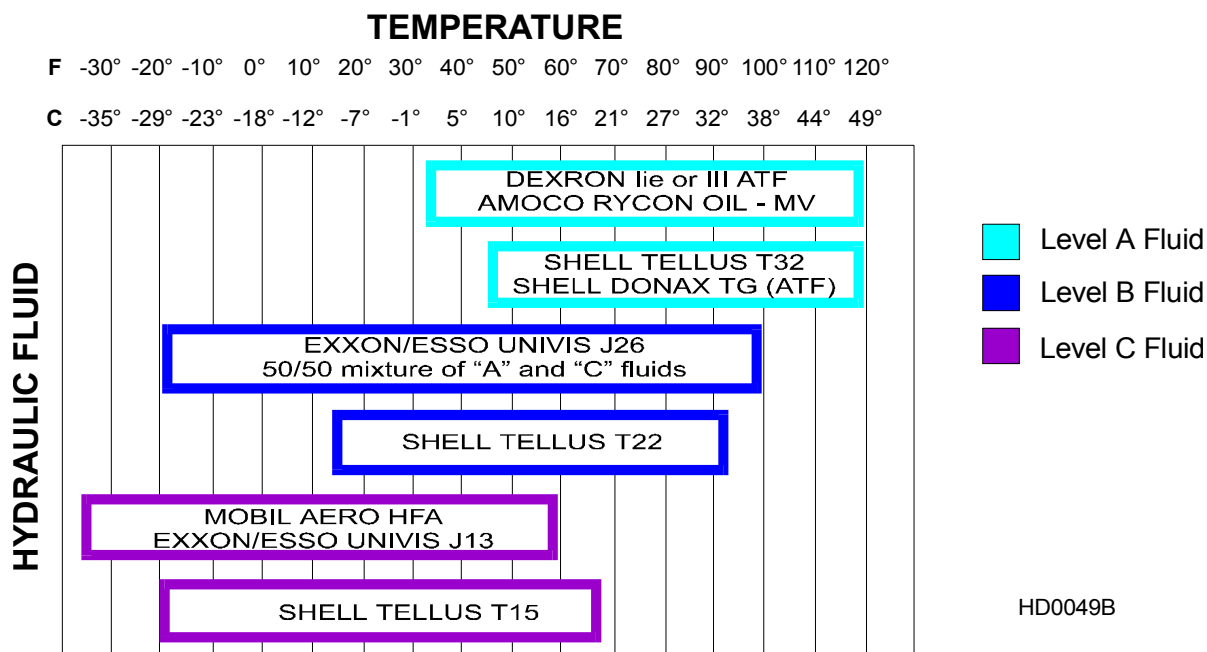 TEMPERATURE
F -30° -20° -10° 0° 10° 20° 30° 40° 50° 60° 70° 80° 90° 100° 110° 120°
C -35° -29° -23° -18° -12° -7° -1° 5° 10° 16° 21° 27° 32° 38° 44° 49°
HYDRAULIC FLUID
DEXRON IIe or III ATF
AMOCO RYCON OIL - MV
SHELL TELLUS T32
SHELL DONAX TG (ATF)
EXXON/ESSO UNIVIS J26
50/50 mixture of “A” and “C” fluids
SHELL TELLUS T22
MOBIL AERO HFA
EXXON/ESSO UNIVIS J13
SHELL TELLUS T15
Level A Fluid
Level B Fluid
Level C Fluid
HD0049B